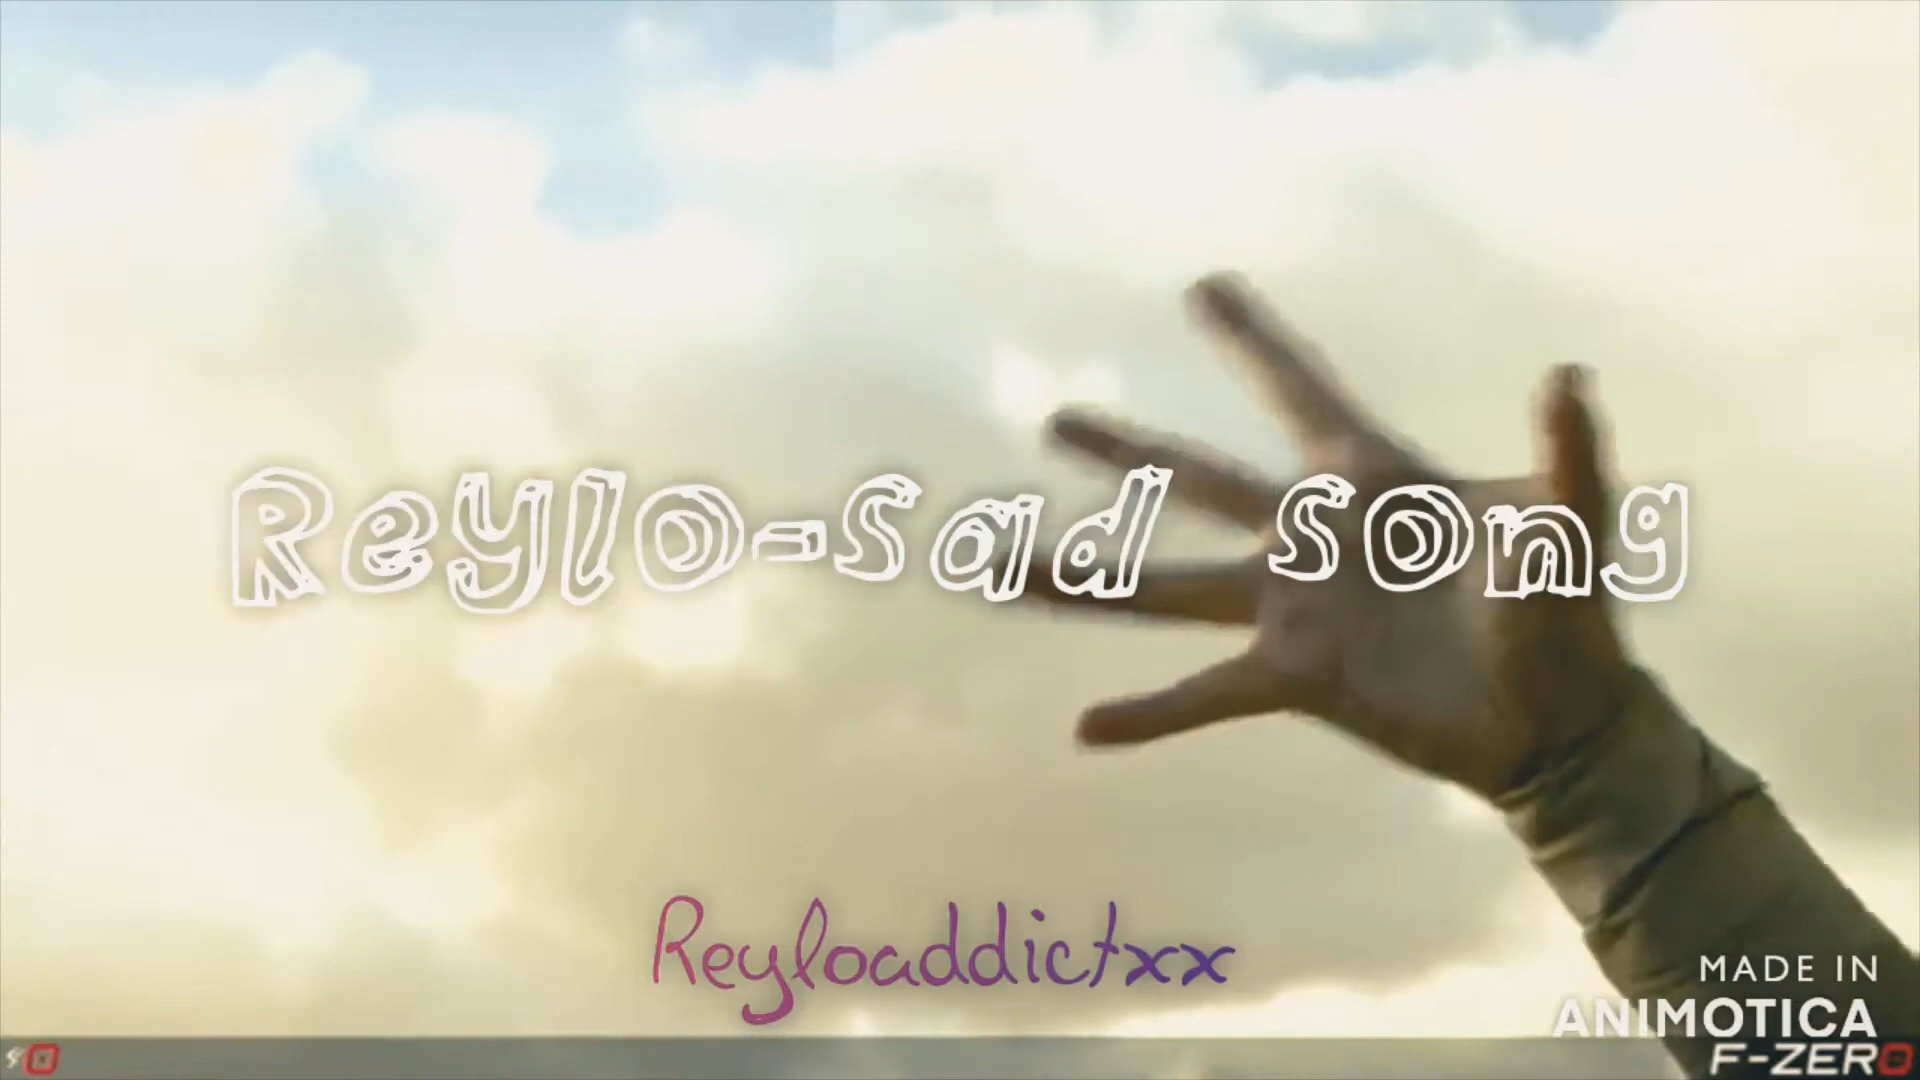 Reylo-Sad Song
Reyloaddictxx
MADE IN
ANIMOTICA
F-ZERO